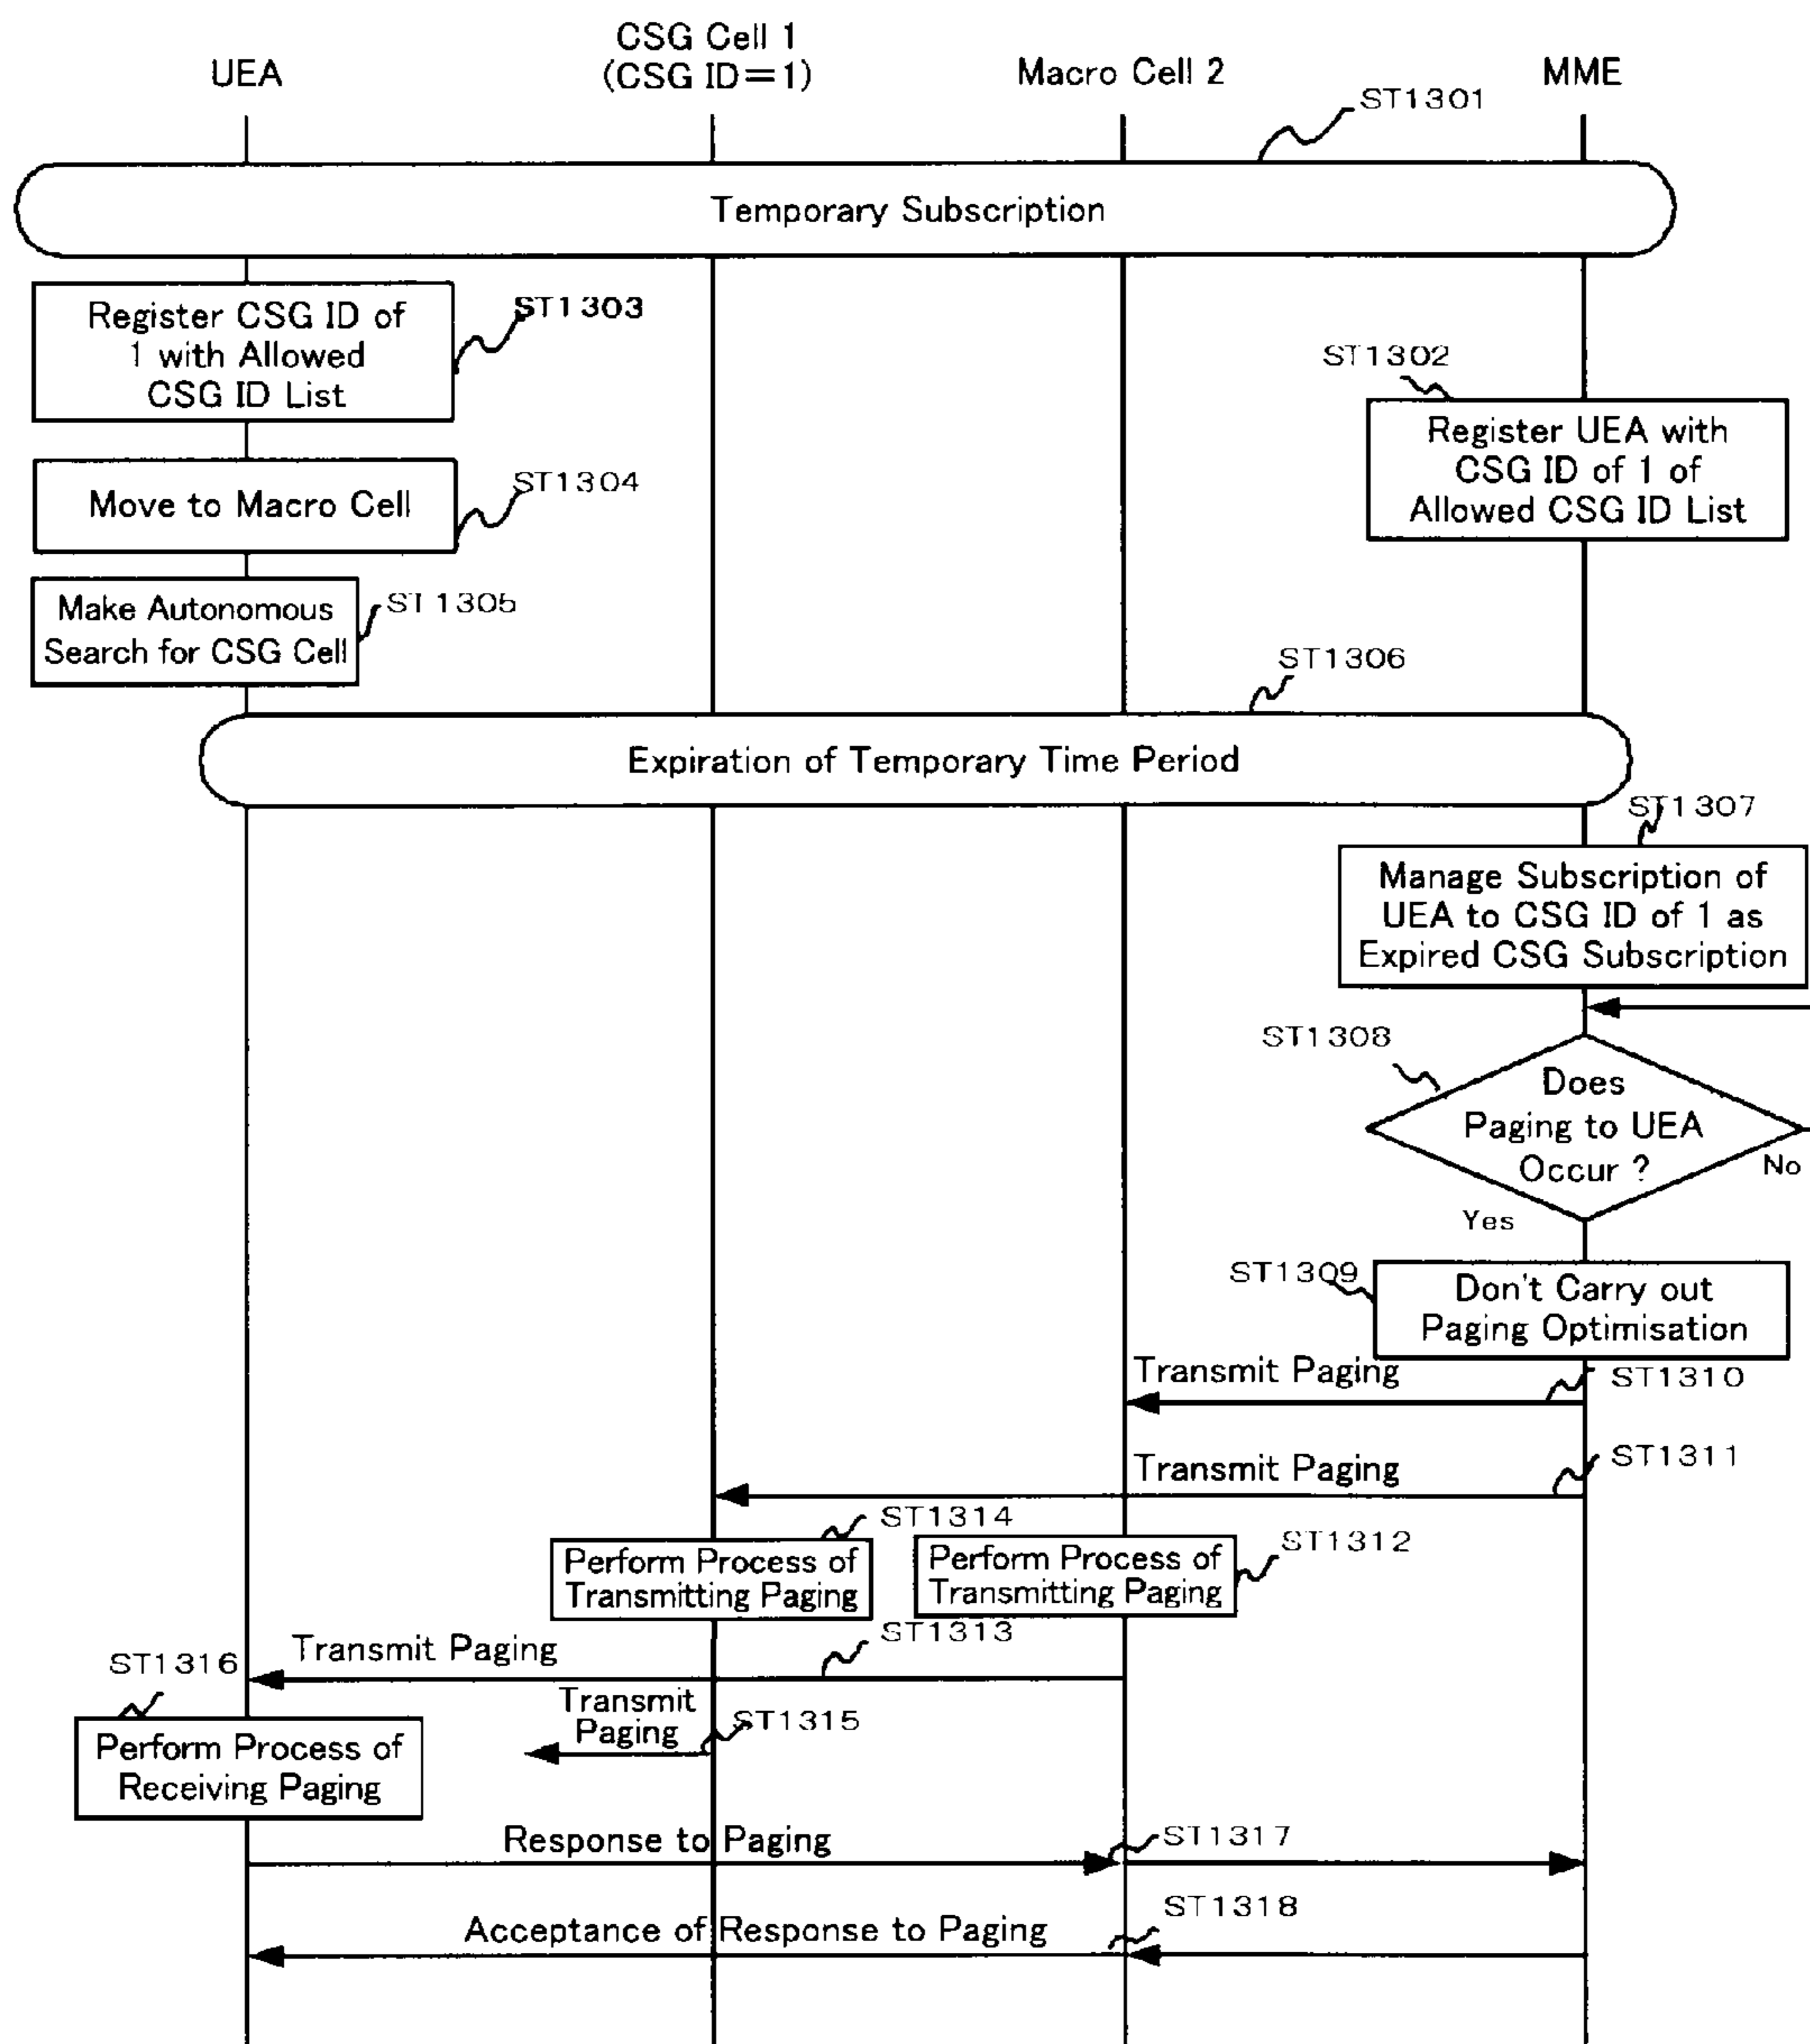 UEA
CSG Cell 1
(CSG ID=1)
Macro Cell 2
MME
ST1301
Temporary Subscription
Register CSG ID of
1 with Allowed
CSG ID List
ST1303
ST1302
Register UEA with
CSG ID of 1 of
Allowed CSG ID List
Move to Macro Cell
ST1304
Make Autonomous
Search for CSG Cell
ST1305
ST1306
Expiration of Temporary Time Period
ST1307
Manage Subscription of
UEA to CSG ID of 1 as
Expired CSG Subscription
ST1308
Does
Paging to UEA
Occur ?
No
Yes
ST1309
Don't Carry out
Paging Optimisation
Transmit Paging
ST1310
Transmit Paging
ST1311
ST1314
Perform Process of
Transmitting Paging
ST1312
Perform Process of
Transmitting Paging
ST1313
Transmit Paging
ST1316
Transmit
Paging
ST1315
Perform Process of
Receiving Paging
Response to Paging
ST1317
Acceptance of Response to Paging
ST1318